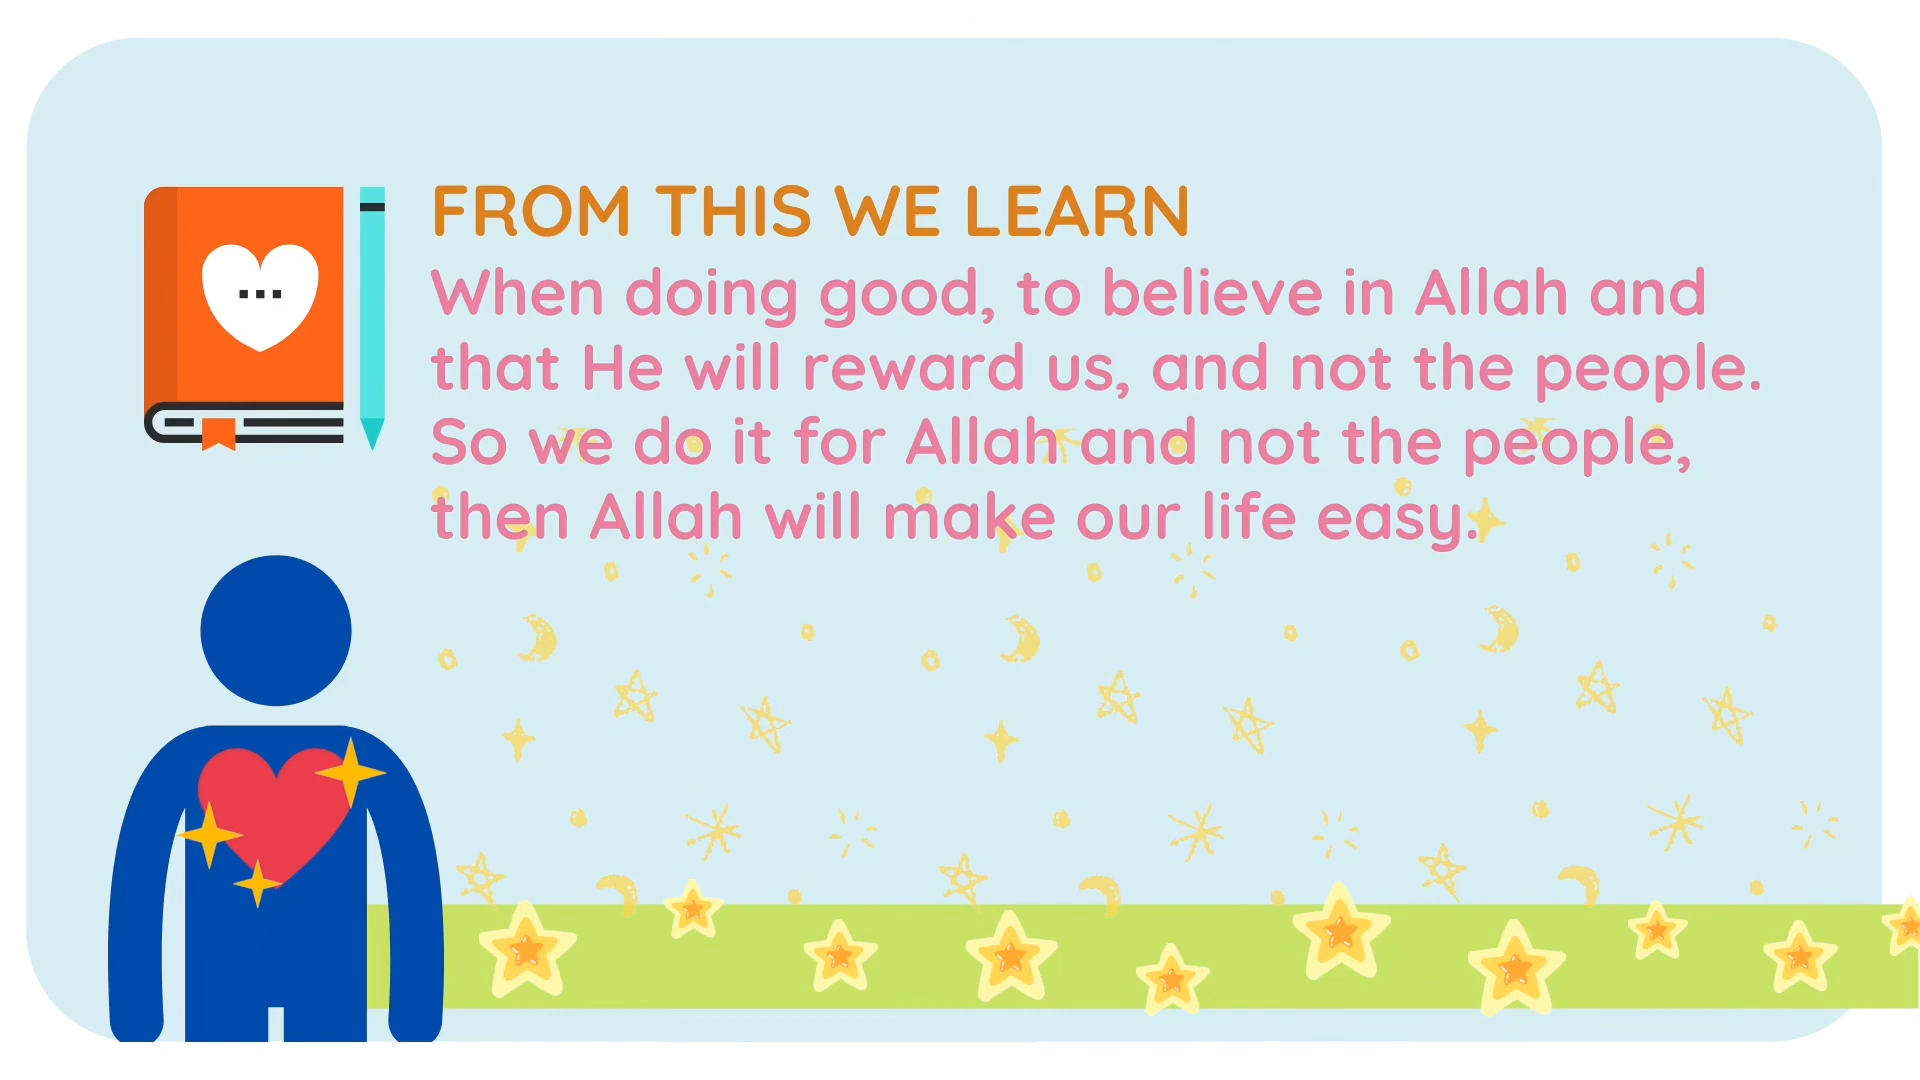 FROM THIS WE LEARN
When doing good, to believe in Allah and
that He will reward us, and not the people.
So we do it for Allah and not the people,
then Allah will make our life easy.